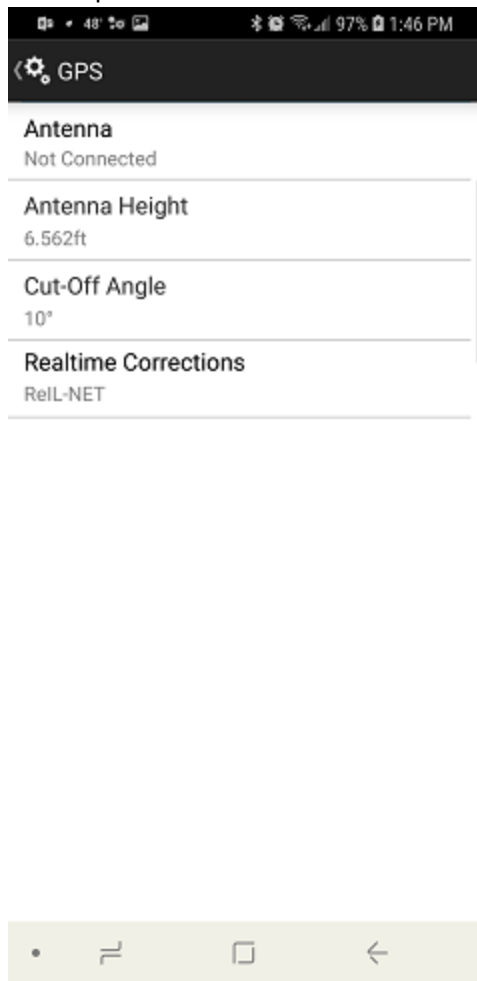 48° 97% 1:46 PM
GPS
Antenna
Not Connected
Antenna Height
6.562ft
Cut-Off Angle
10°
Realtime Corrections
RelL-NET